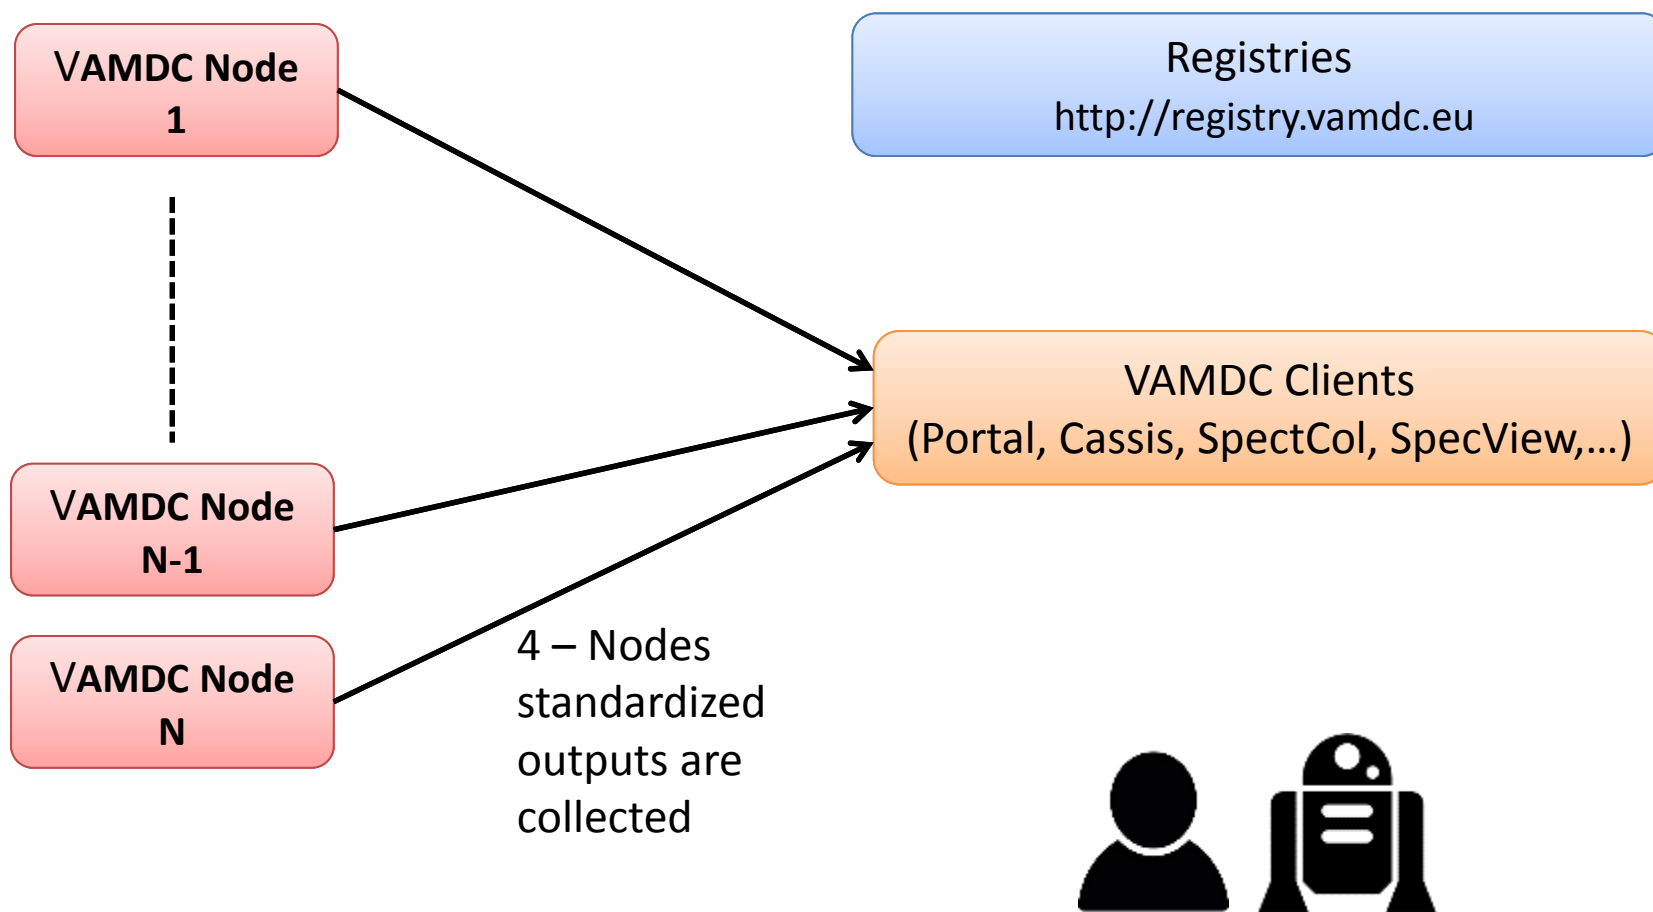 VAMDC Node
1
Registries
http://registry.vamdc.eu
VAMDC Clients
(Portal, Cassis, SpectCol, SpecView,...)
VAMDC Node
N-1
VAMDC Node
N
4 – Nodes
standardized
outputs are
collected